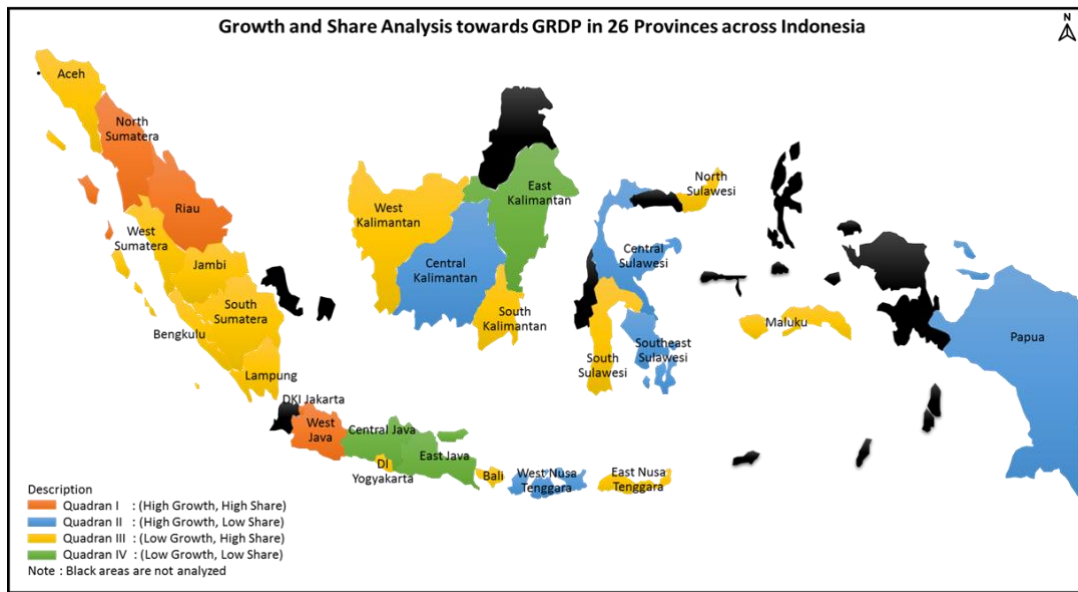 Growth and Share Analysis towards GRDP in 26 Provinces across Indonesia
N
Aceh
North
Sumatera
Riau
West
Sumatera
Jambi
South
Sumatera
Bengkulu
Lampung
West
Kalimantan
East
Kalimantan
Central
Kalimantan
South
Kalimantan
North
Sulawesi
Central
Sulawesi
Southeast
Sulawesi
South
Sulawesi
Maluku
Papua
DKI Jakarta
West
Java
Central Java
East Java
DI
Yogyakarta
Bali
West Nusa
Tenggara
East Nusa
Tenggara
Description
Quadran I : (High Growth, High Share)
Quadran II : (High Growth, Low Share)
Quadran III : (Low Growth, High Share)
Quadran IV : (Low Growth, Low Share)
Note : Black areas are not analyzed